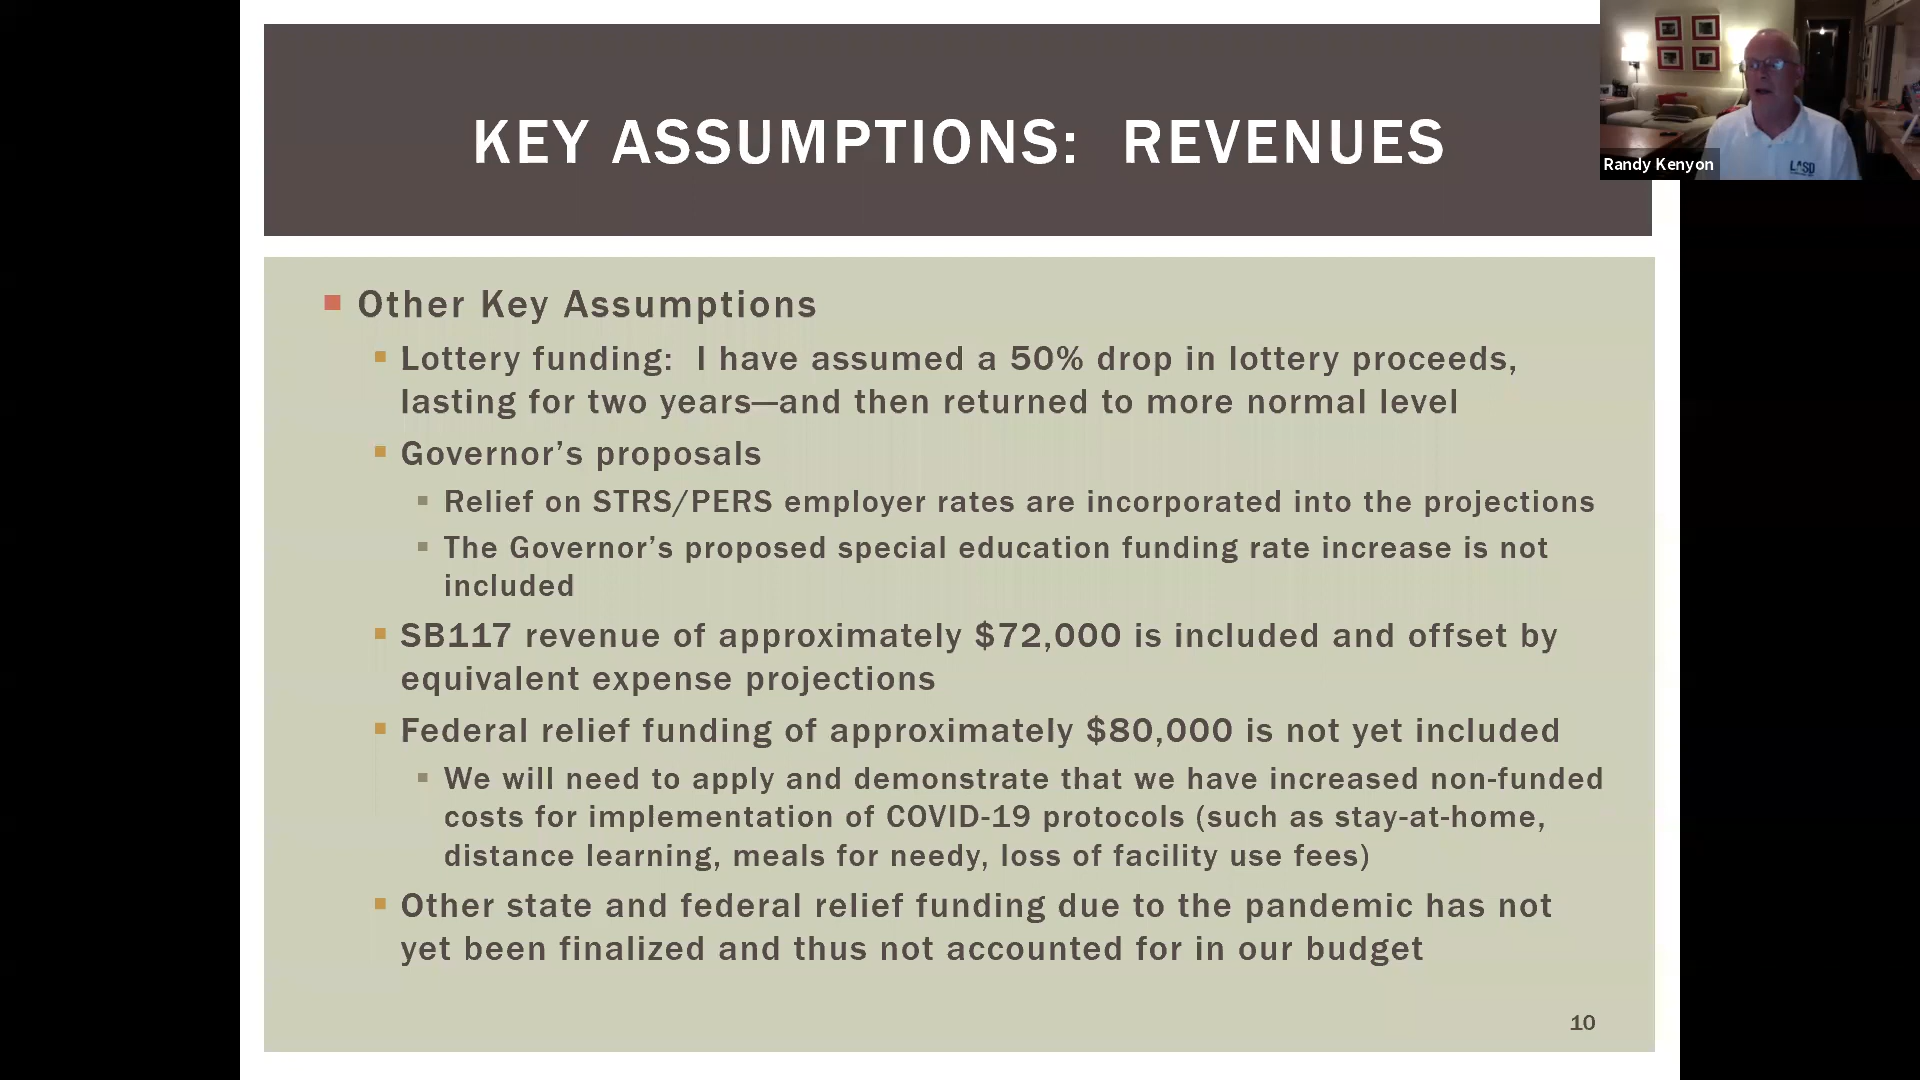 KEY ASSUMPTIONS: REVENUES
Randy Kenyon
LASD
Other Key Assumptions
Lottery funding: I have assumed a 50% drop in lottery proceeds,
lasting for two years—and then returned to more normal level
Governor’s proposals
Relief on STRS/PERS employer rates are incorporated into the projections
The Governor’s proposed special education funding rate increase is not
included
SB117 revenue of approximately $72,000 is included and offset by
equivalent expense projections
Federal relief funding of approximately $80,000 is not yet included
We will need to apply and demonstrate that we have increased non-funded
costs for implementation of COVID-19 protocols (such as stay-at-home,
distance learning, meals for needy, loss of facility use fees)
Other state and federal relief funding due to the pandemic has not
yet been finalized and thus not accounted for in our budget
10